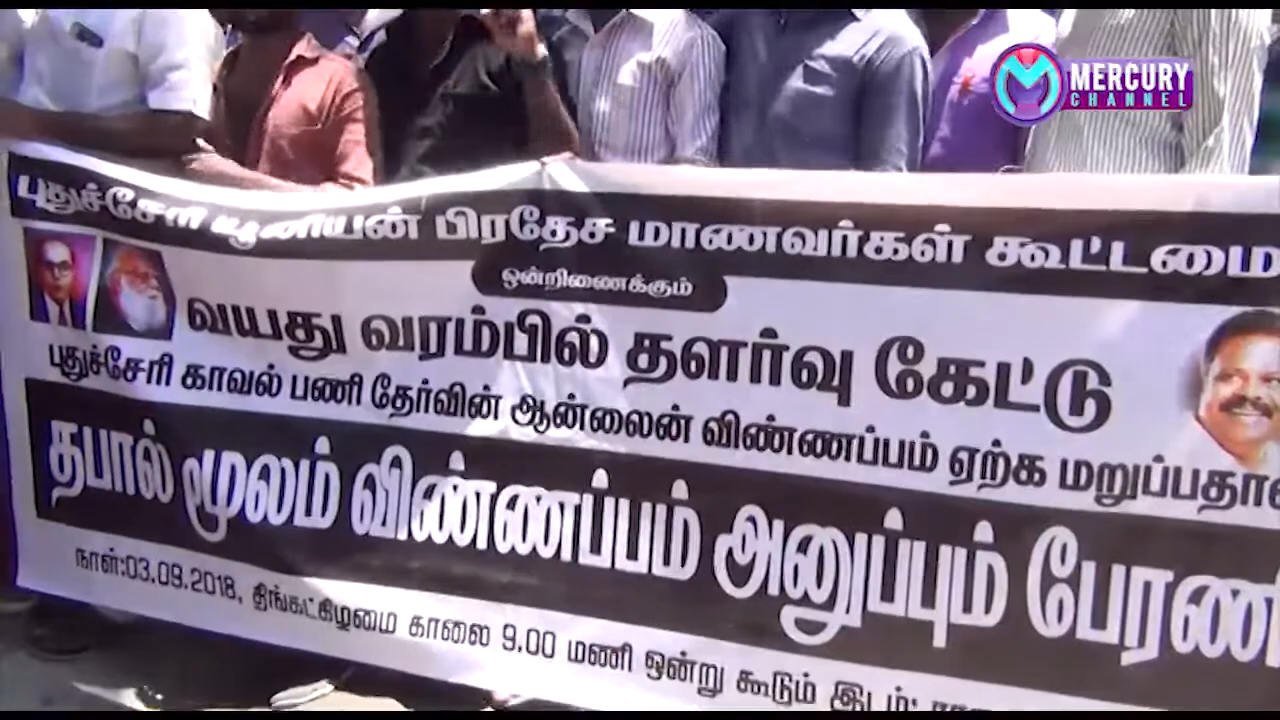 MERCURY
CHANNEL
புதுச்சேரி யூனியன் பிரதேச மாணவர்கள் கூட்டமை
ஒன்றிணைக்கும்
வயது வரம்பில் தளர்வு கேட்டு
புதுச்சேரி காவல் பணி தேர்வின் ஆன்லைன் விண்ணப்பம் ஏற்க மறுப்பதா
தபால் மூலம் விண்ணப்பம் அனுப்பும் பேரணி
நாள்:03.09.2018, திங்கட்கிழமை காலை 9.00 மணி ஒன்று கூடும் இடம்: